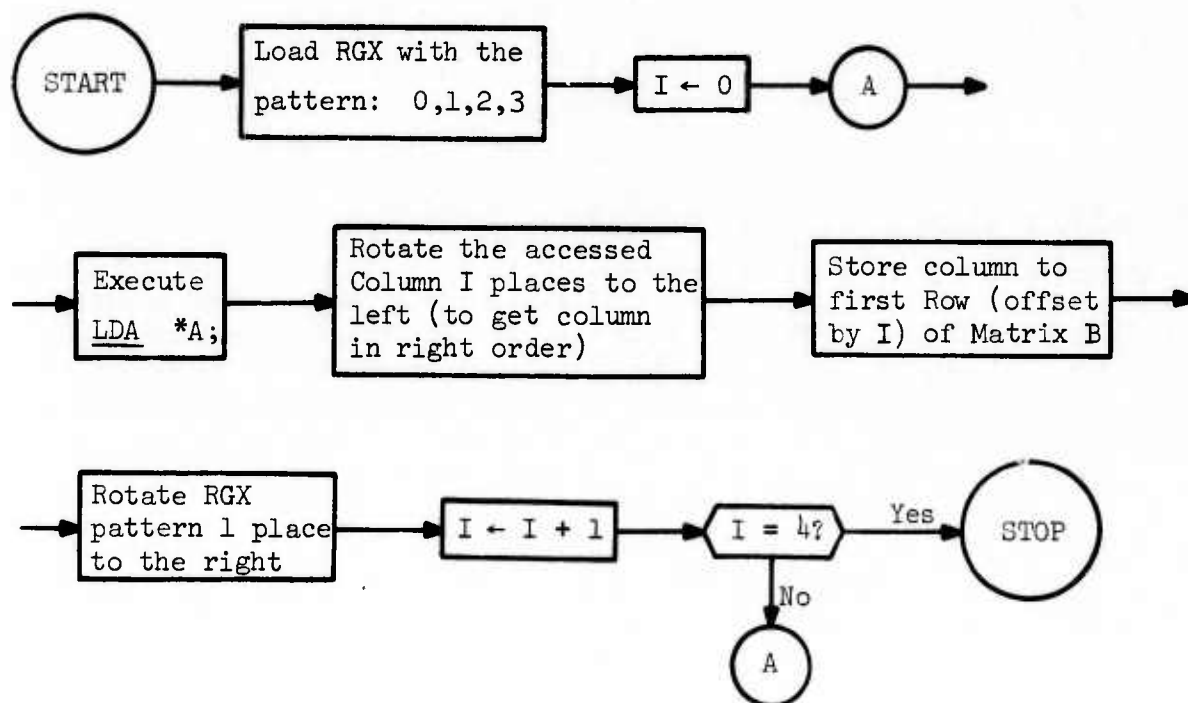 START
Load RGX with the
pattern: 0,1,2,3
I ← 0
A
Execute
LDA *A;
Rotate the accessed
Column I places to the
left (to get column
in right order)
Store column to
first Row (offset
by I) of Matrix B
Rotate RGX
pattern 1 place
to the right
I ← I + 1
I = 4?
Yes
STOP
No
A